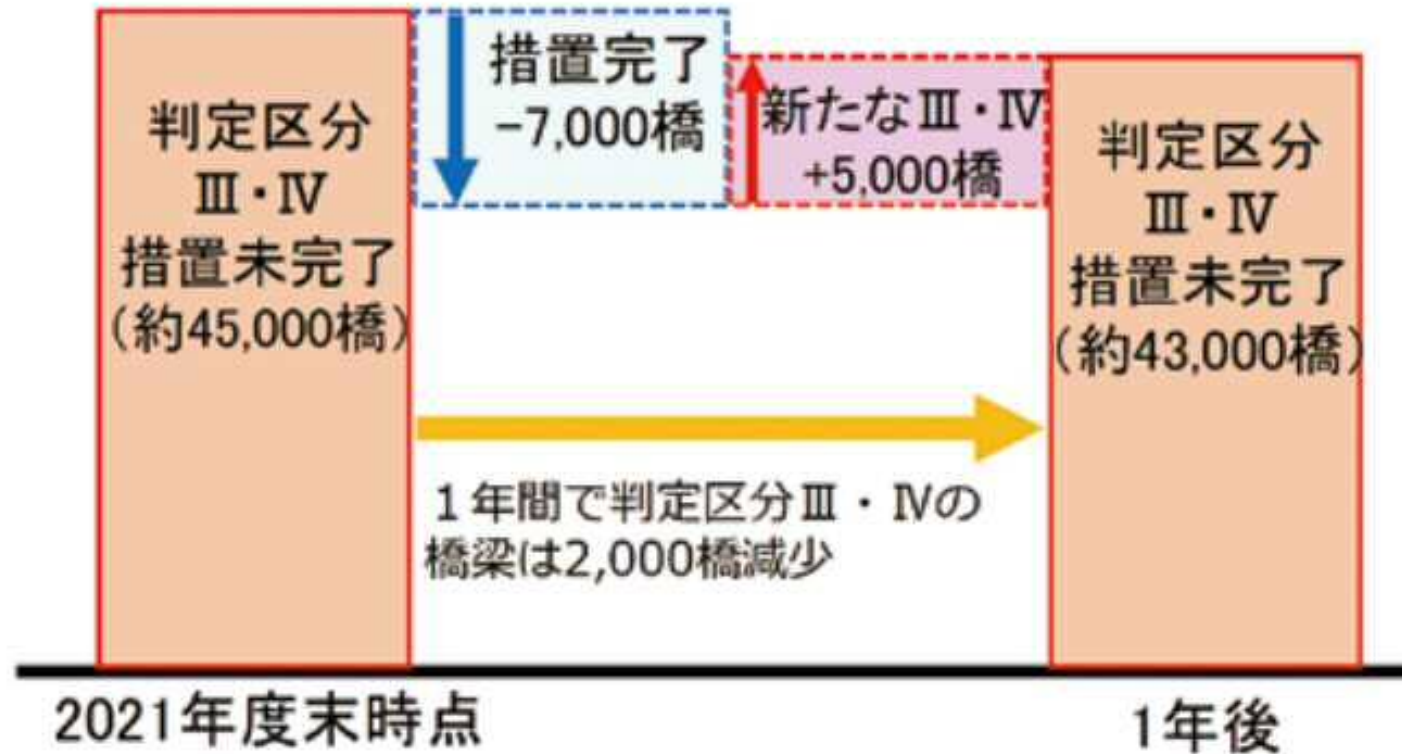 判定区分
Ⅲ・Ⅳ
措置未完了
(約45,000橋)
措置完了
-7,000橋
新たなⅢ・Ⅳ
+5,000橋
判定区分
Ⅲ・Ⅳ
措置未完了
(約43,000橋)
1年間で判定区分Ⅲ・Ⅳの
橋梁は2,000橋減少
2021年度末時点
1年後